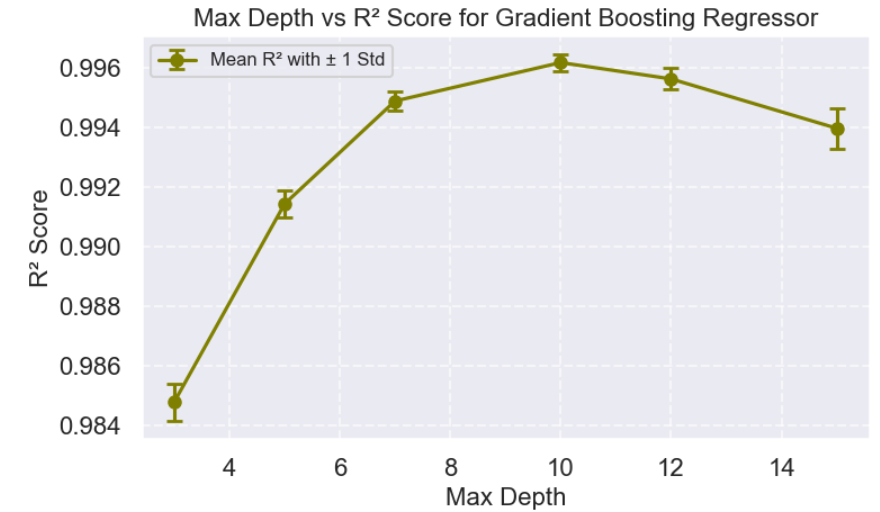 Max Depth vs R² Score for Gradient Boosting Regressor
Mean R² with ± 1 Std
R² Score
0.996
0.994
0.992
0.990
0.988
0.986
0.984
4 6 8 10 12 14
Max Depth